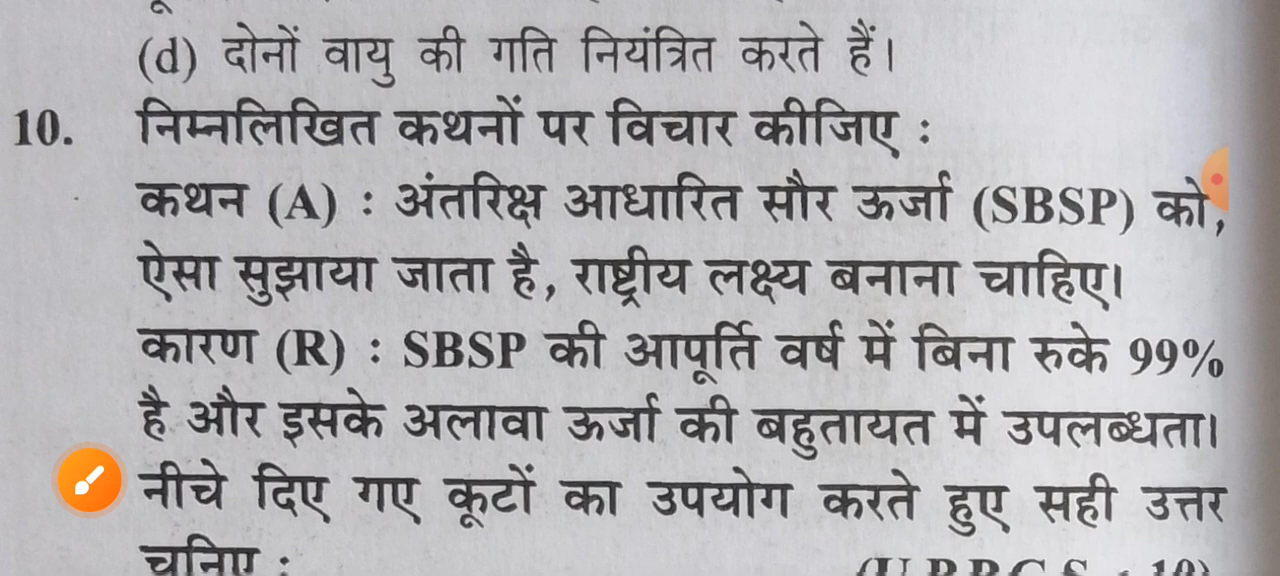 (d) दोनों वायु की गति नियंत्रित करते हैं।
10. निम्नलिखित कथनों पर विचार कीजिए :
कथन (A) : अंतरिक्ष आधारित सौर ऊर्जा (SBSP) को,
ऐसा सुझाया जाता है, राष्ट्रीय लक्ष्य बनाना चाहिए।
कारण (R) : SBSP की आपूर्ति वर्ष में बिना रुके 99%
है और इसके अलावा ऊर्जा की बहुतायत में उपलब्धता।
नीचे दिए गए कूटों का उपयोग करते हुए सही उत्तर
चुनिए :